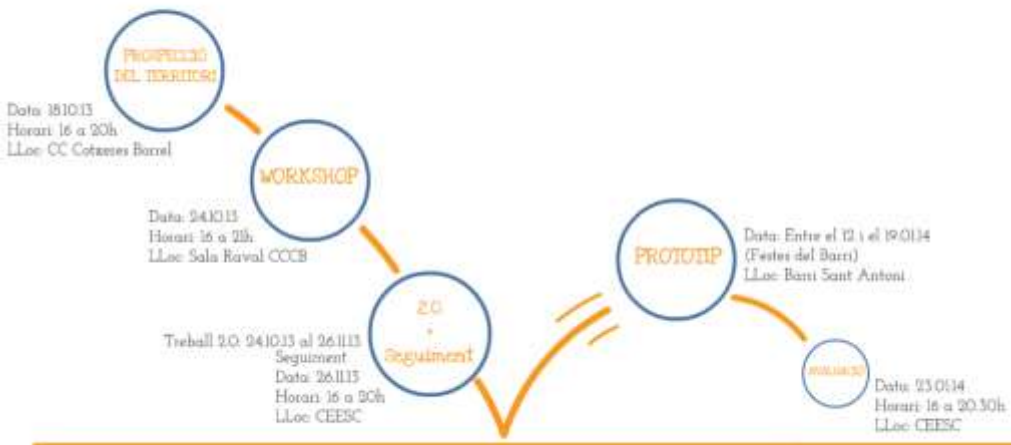 PROSPECCIÓ
DEL TERRITORI
Data: 18.10.13
Horari: 16 a 20h
LLoc: CC Cotxeres Borrel
WORKSHOP
Data: 24.10.13
Horari: 16 a 21h
LLoc: Sala Raval CCCB
2.0
+
Seguiment
Treball 2.0: 24.10.13 al 26.11.13
Seguiment
Data: 26.11.13
Horari: 16 a 20h
LLoc: CEESC
PROTOTIP
Data: Entre el 12 i el 19.01.14
(Festes del Barri)
LLoc: Barri Sant Antoni
AVALUACIÓ
Data: 23.01.14
Horari: 16 a 20.30h
LLoc: CEESC